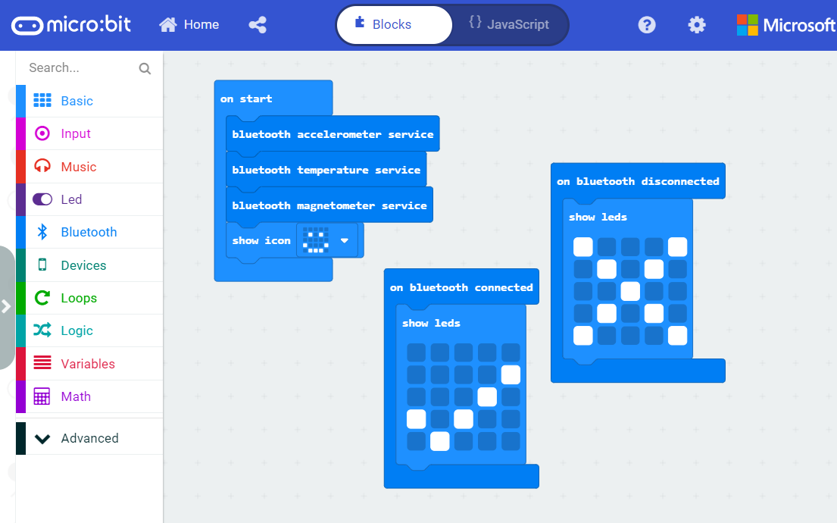 micro:bit
Home
Blocks
{ } JavaScript
?
Microsoft
Search...
Basic
Input
Music
Led
Bluetooth
Devices
Loops
Logic
Variables
Math
Advanced
on start
bluetooth accelerometer service
bluetooth temperature service
bluetooth magnetometer service
show icon
on bluetooth connected
show leds
on bluetooth disconnected
show leds